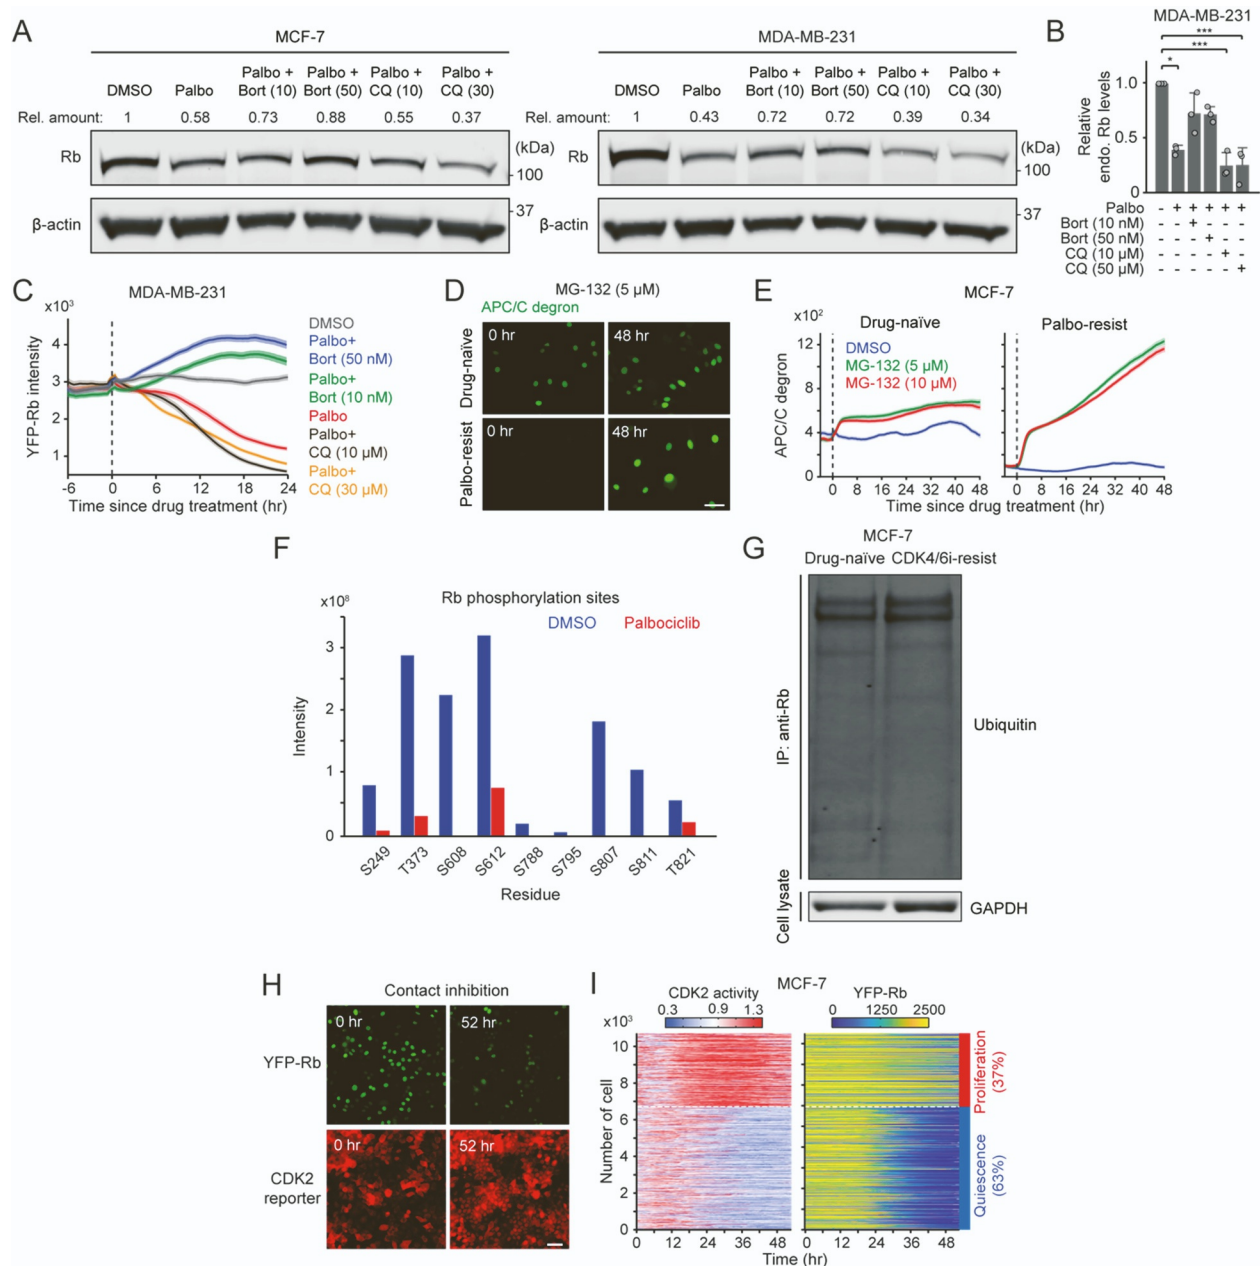 A
MCF-7
DMSO
Palbo
Palbo +
Bort (10)
Palbo +
Bort (50)
Palbo +
CQ (10)
Palbo +
CQ (30)
Rel. amount:
1 0.58 0.73 0.88 0.55 0.37
Rb
(kDa)
100
β-actin
37
MDA-MB-231
DMSO
Palbo
Palbo +
Bort (10)
Palbo +
Bort (50)
Palbo +
CQ (10)
Palbo +
CQ (30)
Rel. amount:
1 0.43 0.72 0.72 0.39 0.34
Rb
(kDa)
100
β-actin
37
B
MDA-MB-231
***
***
*
1.0
0.5
0
Relative
endo. Rb levels
Palbo - + + + + +
Bort (10 nM) - - + - - -
Bort (50 nM) - - - + - -
CQ (10 µM) - - - - + -
CQ (50 µM) - - - - - +
C
MDA-MB-231
x10³
4
3
2
1
YFP-Rb intensity
-6 0 6 12 18 24
Time since drug treatment (hr)
DMSO
Palbo+
Bort (50 nM)
Palbo+
Bort (10 nM)
Palbo
Palbo+
CQ (10 µM)
Palbo+
CQ (30 µM)
D
MG-132 (5 µM)
APC/C degron
Drug-naïve
0 hr
48 hr
Palbo-resist
0 hr
48 hr
E
MCF-7
x10²
Drug-naïve
Palbo-resist
DMSO
MG-132 (5 µM)
MG-132 (10 µM)
12
8
4
0
APC/C degron
0 8 16 24 32 40 48
0 8 16 24 32 40 48
Time since drug treatment (hr)
F
x10⁸
Rb phosphorylation sites
DMSO
Palbociclib
3
2
1
0
Intensity
S249 T373 S608 S612 S788 S795 S807 S811 T821
Residue
G
MCF-7
Drug-naïve CDK4/6i-resist
IP: anti-Rb
Ubiquitin
Cell lysate
GAPDH
H
Contact inhibition
YFP-Rb
0 hr
52 hr
CDK2
reporter
0 hr
52 hr
I
MCF-7
CDK2 activity
0.3 0.9 1.3
YFP-Rb
0 1250 2500
x10³
10
8
6
4
2
0
Number of cell
0 12 24 36 48
0 12 24 36 48
Time (hr)
Proliferation
(37%)
Quiescence
(63%)